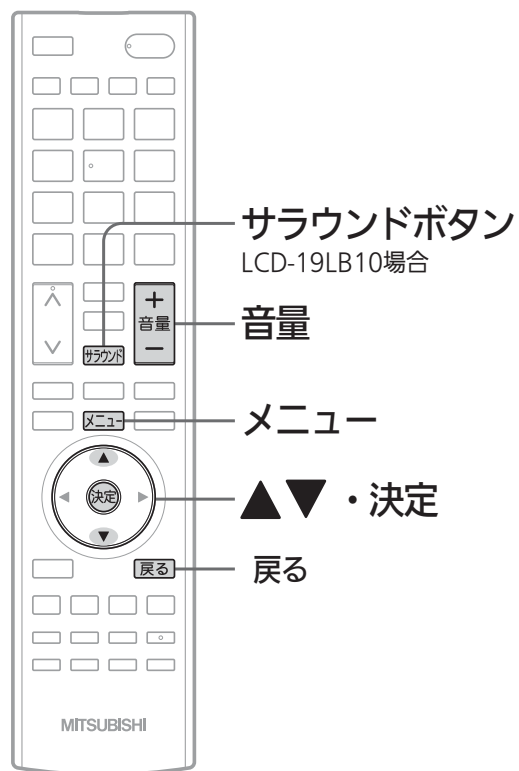 サラウンドボタン
LCD-19LB10場合
＋
音量
－
音量
サラウンド
メニュー
メニュー
▲
◀ 決定 ▶
▼
▲▼・決定
戻る
戻る
MITSUBISHI